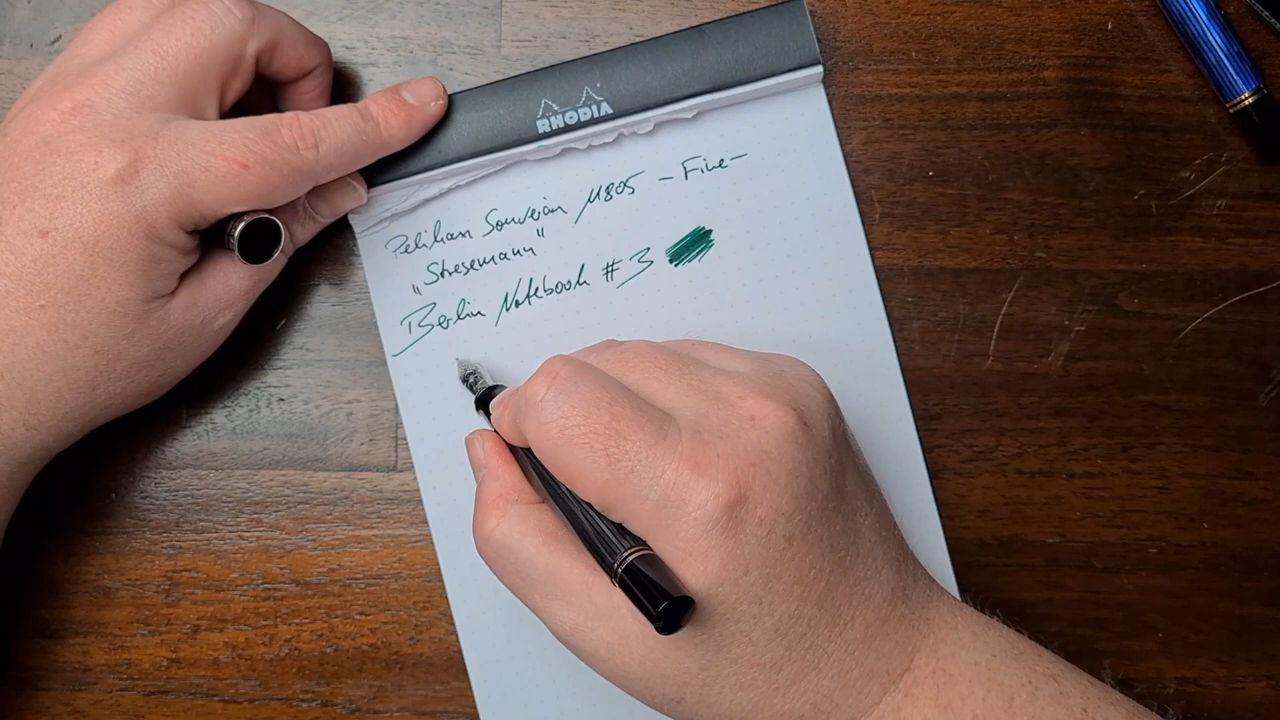 RHODIA
Pelikan Souverän M805 – Fine–
„Stresemann"
Berlin Notebook #3